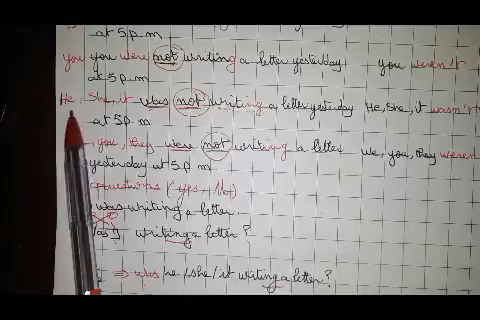 at 5 p m
you you were not writing a letter yesterday you weren't
at 5 p m
He, She, it was not writing a letter yesterday He, She, it wasn't
at 5 p. m
, you, they were not writing a letter we, you, they weren
yesterday at 5 p m
questions (yes, / No)
was writing a letter.
writing a letter?
⇒ was he / she / it writing a letter?